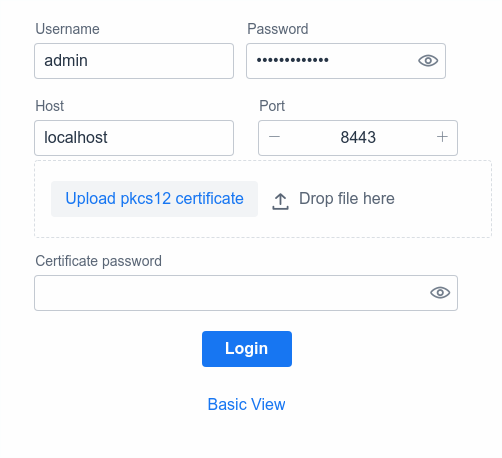 Username Password
admin •••••••••••••
Host Port
localhost − 8443 +
Upload pkcs12 certificate Drop file here
Certificate password
Login
Basic View